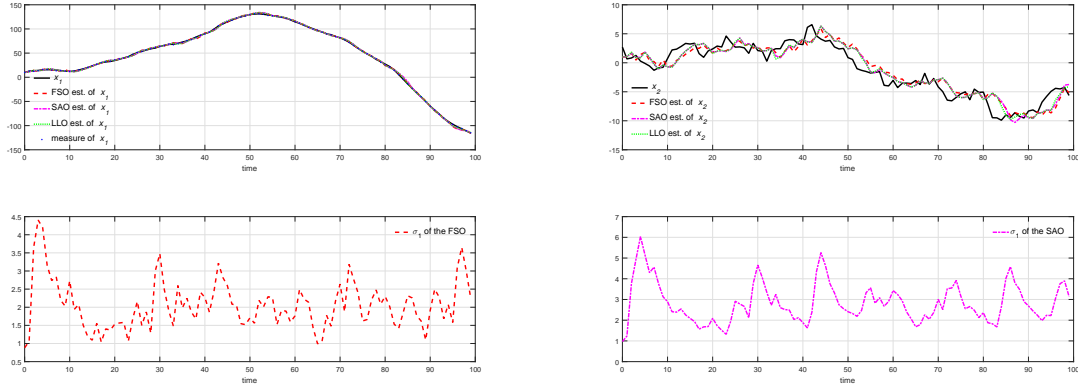 150
100
50
0
-50
-100
-150
x1
FSO est. of x1
SAO est. of x1
LLO est. of x1
measure of x1
0 10 20 30 40 50 60 70 80 90 100
time
10
5
0
-5
-10
-15
x2
FSO est. of x2
SAO est. of x2
LLO est. of x2
0 10 20 30 40 50 60 70 80 90 100
time
4.5
4
3.5
3
2.5
2
1.5
1
0.5
σ1 of the FSO
0 10 20 30 40 50 60 70 80 90 100
time
7
6
5
4
3
2
1
0
σ1 of the SAO
0 10 20 30 40 50 60 70 80 90 100
time